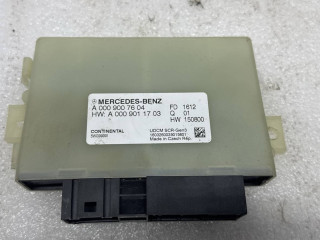 MERCEDES-BENZ
A 000 900 76 04 FD 1612
HW: A 000 901 17 03 Q 01
HW 150800
CONTINENTAL UDCM SCR-Gen3
Made in Czech Rep.